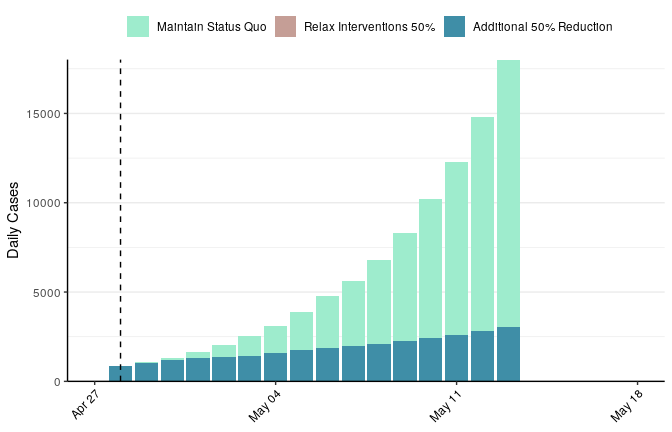 Maintain Status Quo Relax Interventions 50% Additional 50% Reduction
Daily Cases
15000
10000
5000
0
Apr 27 May 04 May 11 May 18